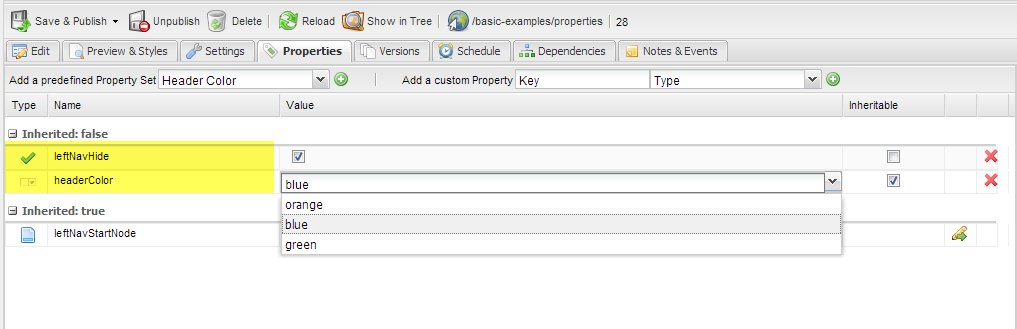 Save & Publish Unpublish Delete Reload Show in Tree /basic-examples/properties 28
Edit Preview & Styles Settings Properties Versions Schedule Dependencies Notes & Events
Add a predefined Property Set Header Color Add a custom Property Key Type
Type Name Value Inheritable
Inherited: false
leftNavHide
headerColor blue
orange
Inherited: true
blue
leftNavStartNode
green